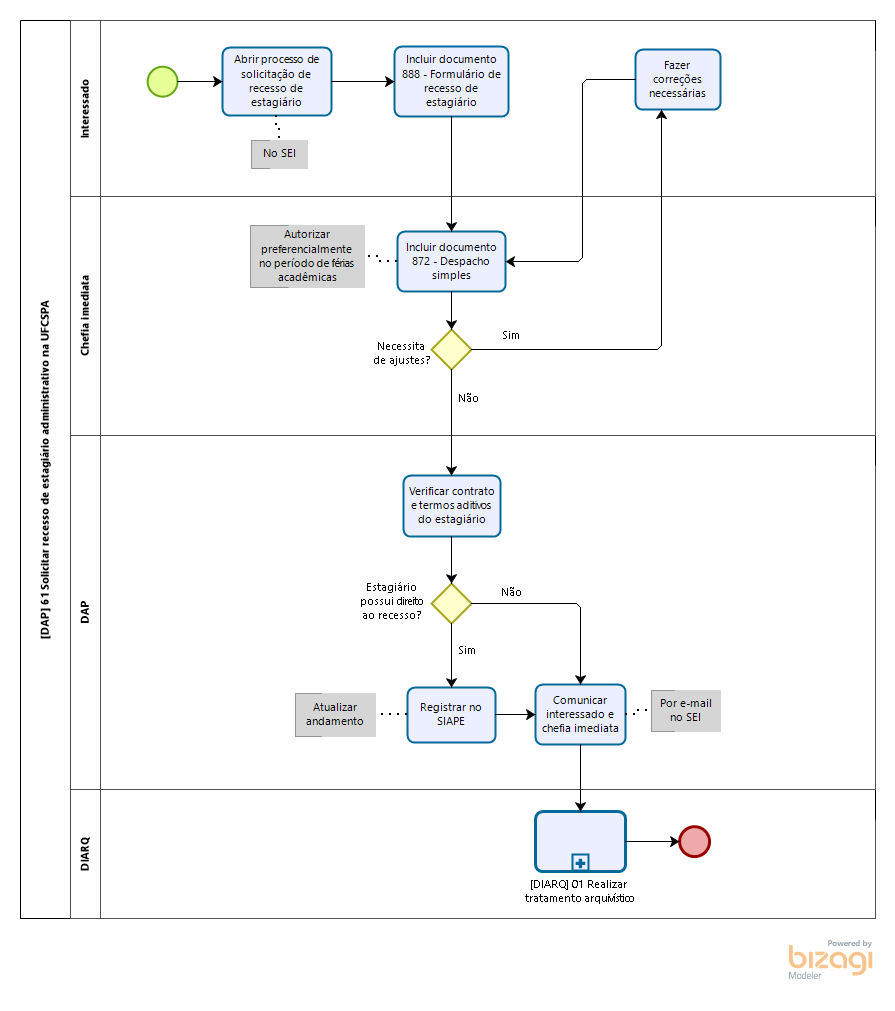 [DAP] 61 Solicitar recesso de estagiário administrativo na UFCSPA
Interessado
Abrir processo de
solicitação de
recesso de
estagiário
No SEI
Incluir documento
888 - Formulário de
recesso de
estagiário
Fazer
correções
necessárias
Chefia imediata
Autorizar
preferencialmente
no período de férias
acadêmicas
Incluir documento
872 - Despacho
simples
Necessita
de ajustes?
Sim
Não
DAP
Verificar contrato
e termos aditivos
do estagiário
Estagiário
possui direito
ao recesso?
Não
Sim
Atualizar
andamento
Registrar no
SIAPE
Comunicar
interessado e
chefia imediata
Por e-mail
no SEI
DIARQ
[DIARQ] 01 Realizar
tratamento arquivístico
Powered by
bizagi
Modeler